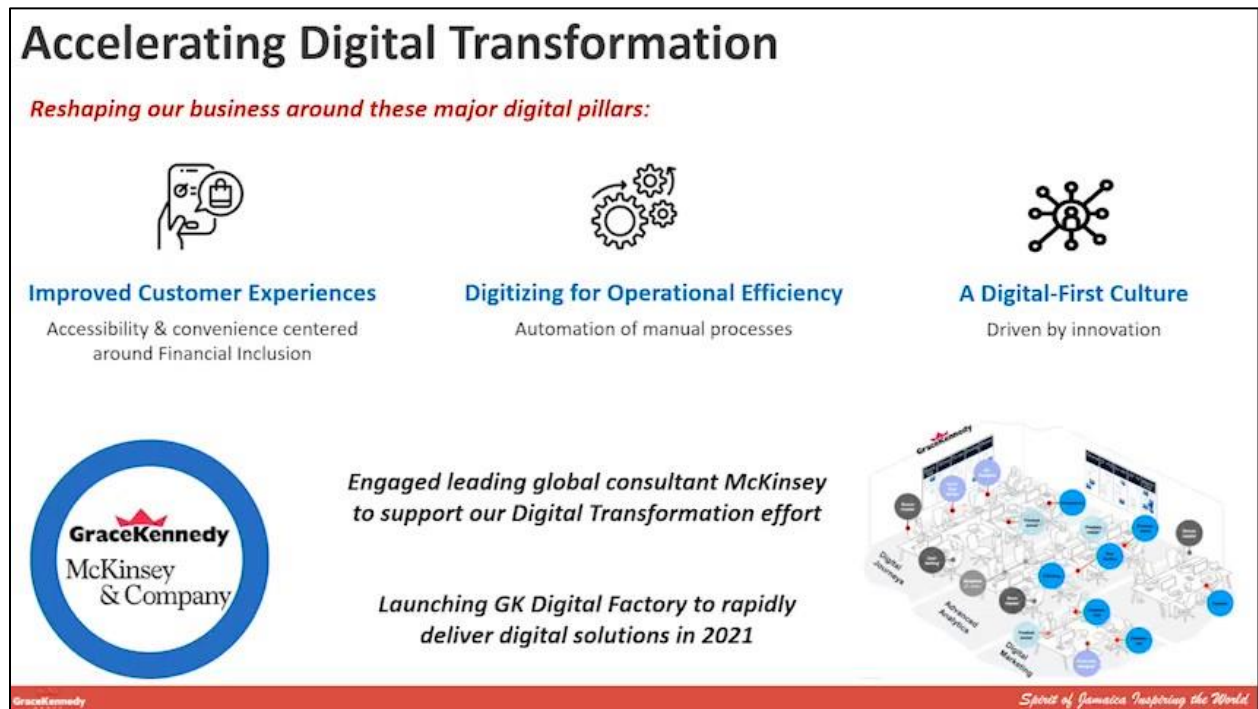 Accelerating Digital Transformation
Reshaping our business around these major digital pillars:
Improved Customer Experiences
Accessibility & convenience centered
around Financial Inclusion
Digitizing for Operational Efficiency
Automation of manual processes
A Digital-First Culture
Driven by innovation
GraceKennedy
McKinsey
& Company
Engaged leading global consultant McKinsey
to support our Digital Transformation effort
Launching GK Digital Factory to rapidly
deliver digital solutions in 2021
GraceKennedy
Digital
Journeys
Advanced
Analytics
Digital
Marketing
GraceKennedy
Spirit of Jamaica Inspiring the World